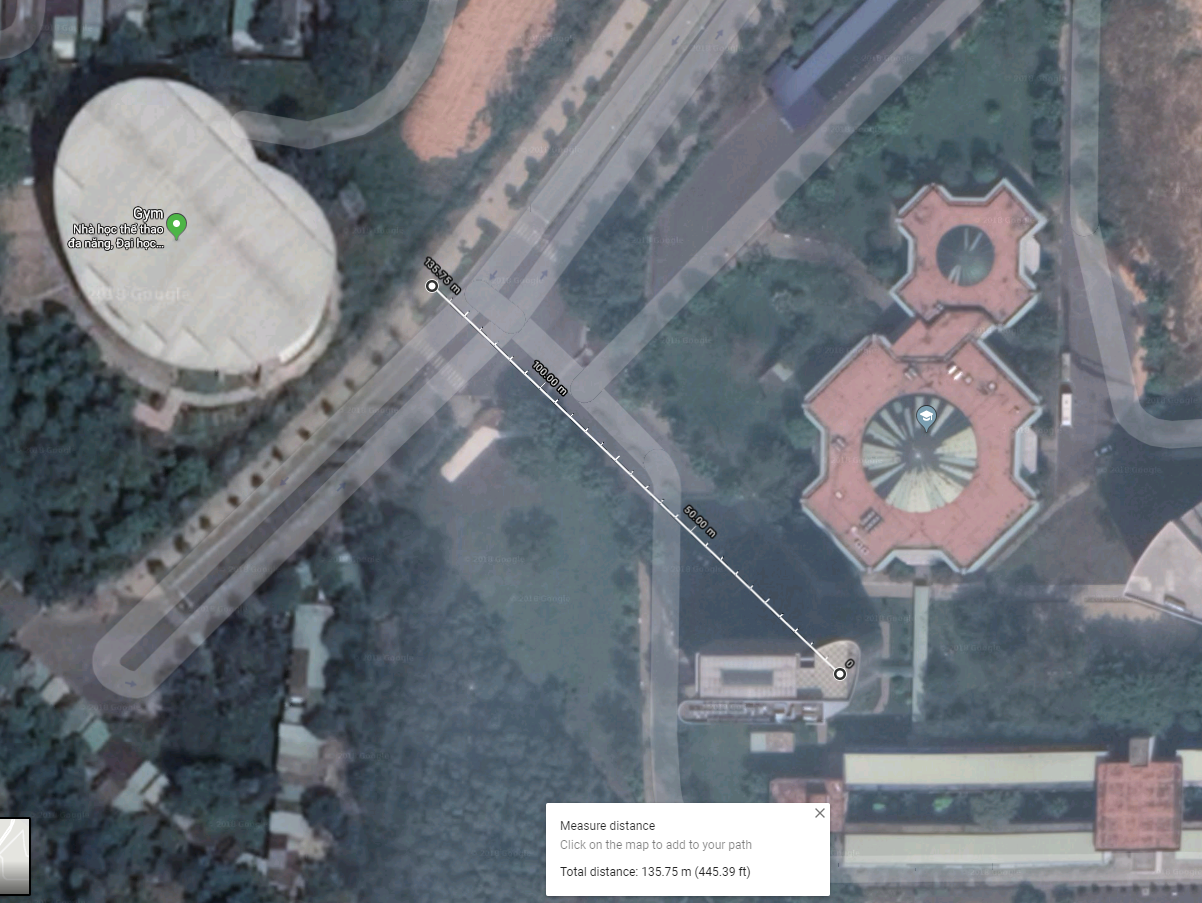 Gym
Nhà học thể thao
đa năng, Đại học...
135.75 m
100.00 m
50.00 m
0
Measure distance
Click on the map to add to your path
Total distance: 135.75 m (445.39 ft)